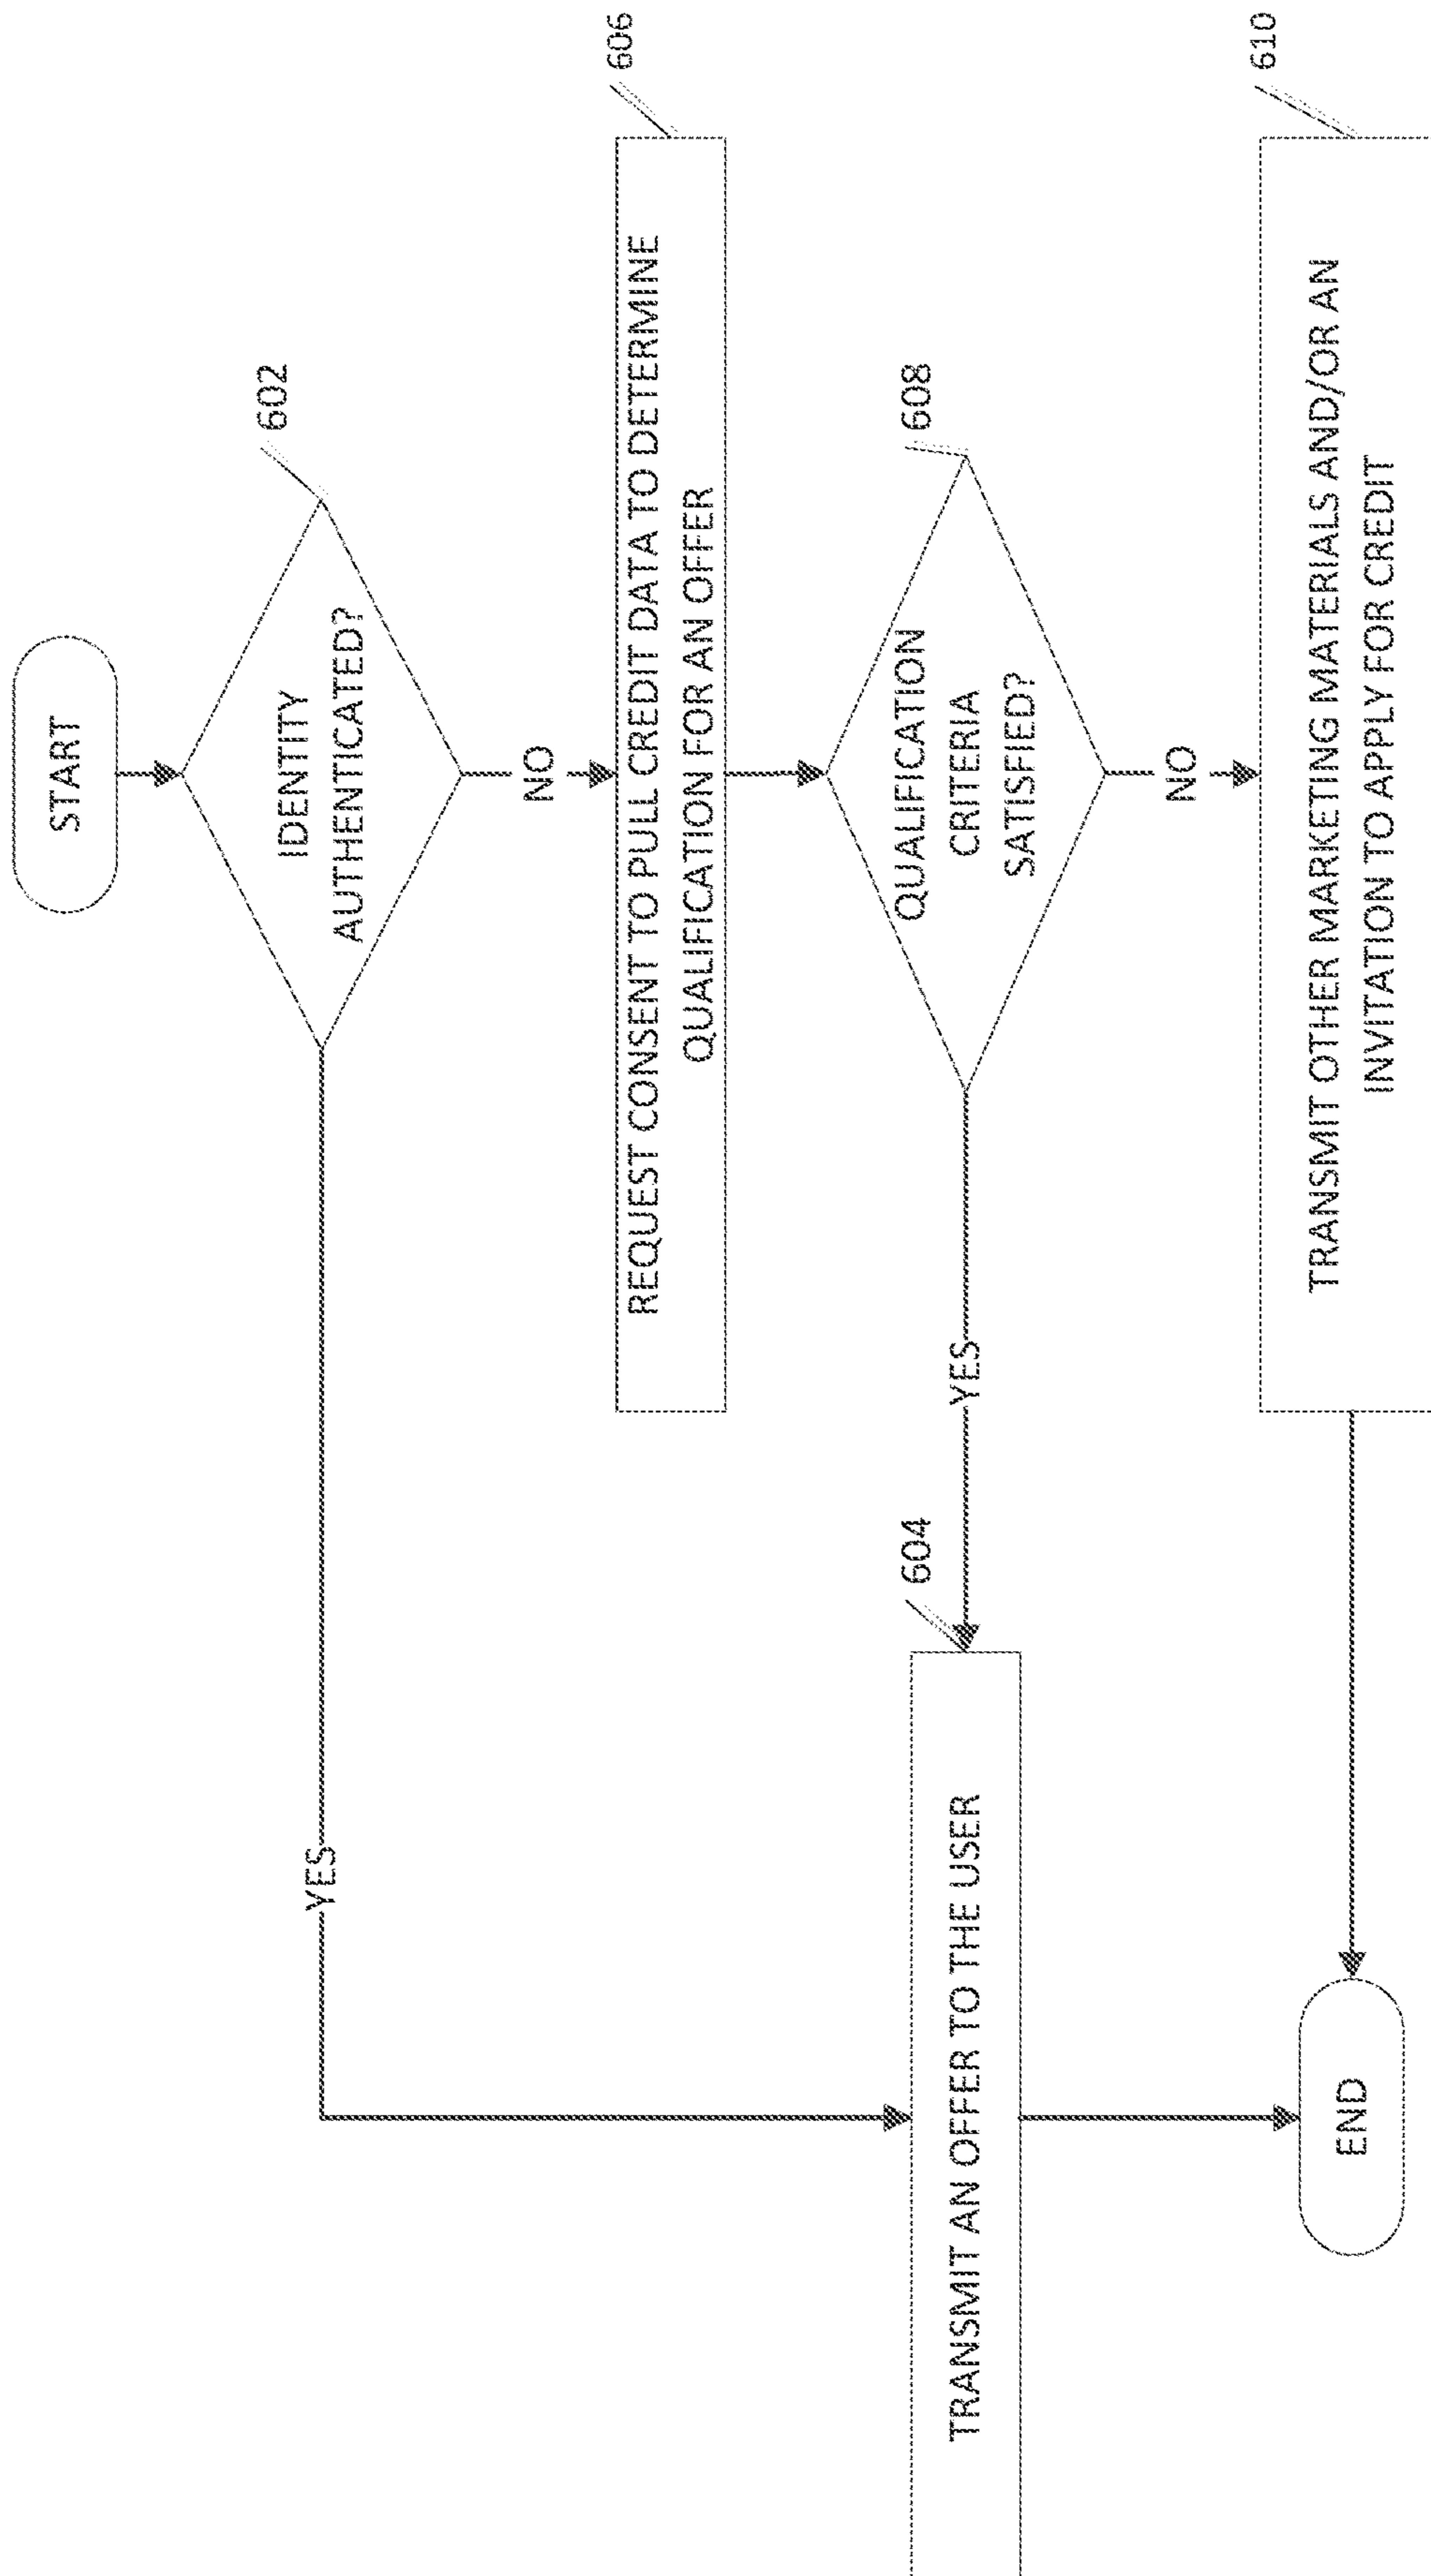 START
602
IDENTITY
AUTHENTICATED?
YES
NO
606
REQUEST CONSENT TO PULL CREDIT DATA TO DETERMINE
QUALIFICATION FOR AN OFFER
608
QUALIFICATION
CRITERIA
SATISFIED?
YES
604
TRANSMIT AN OFFER TO THE USER
NO
610
TRANSMIT OTHER MARKETING MATERIALS AND/OR AN
INVITATION TO APPLY FOR CREDIT
END